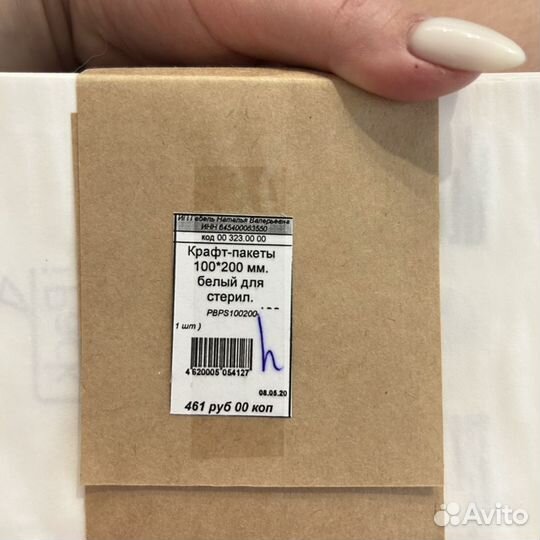 ИП Гебель Наталья Валерьевна
ИНН 645400063550
код 00 323.00 00
Крафт-пакеты
100*200 мм.
белый для
стерил.
PBPS100200-
1 шт )
h
4 620005 054127
08.05.20
461 руб 00 коп
Avito